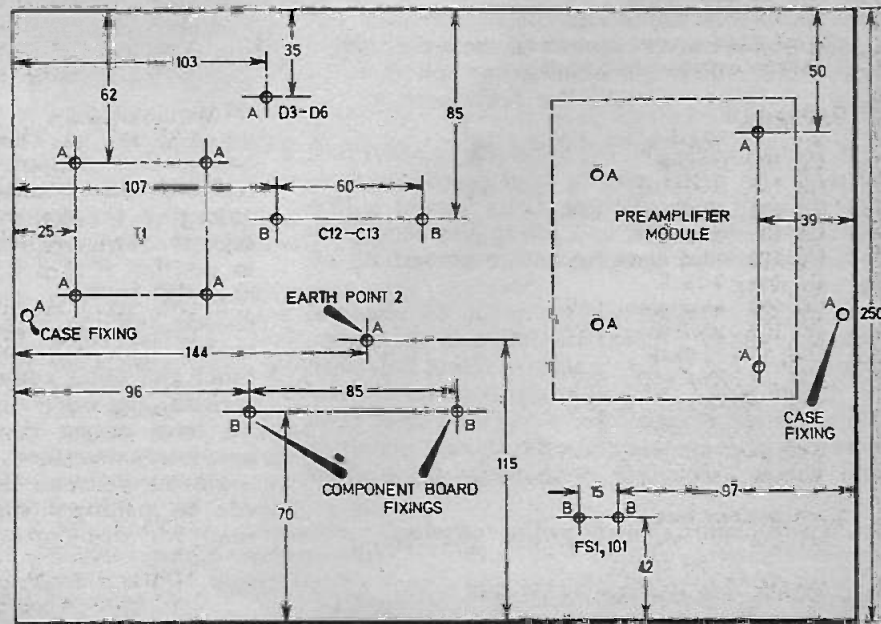 35
103
50
62
A D3-D6
85
A
A
A
A
107
60
A
PREAMPLIFIER
MODULE
39
25
T1
B
C12-C13
B
EARTH POINT 2
A
A
A
A
250
CASE FIXING
A
144
A
96
85
B
B
CASE
FIXING
115
COMPONENT BOARD
FIXINGS
70
15
97
B
B
FS1,101
42